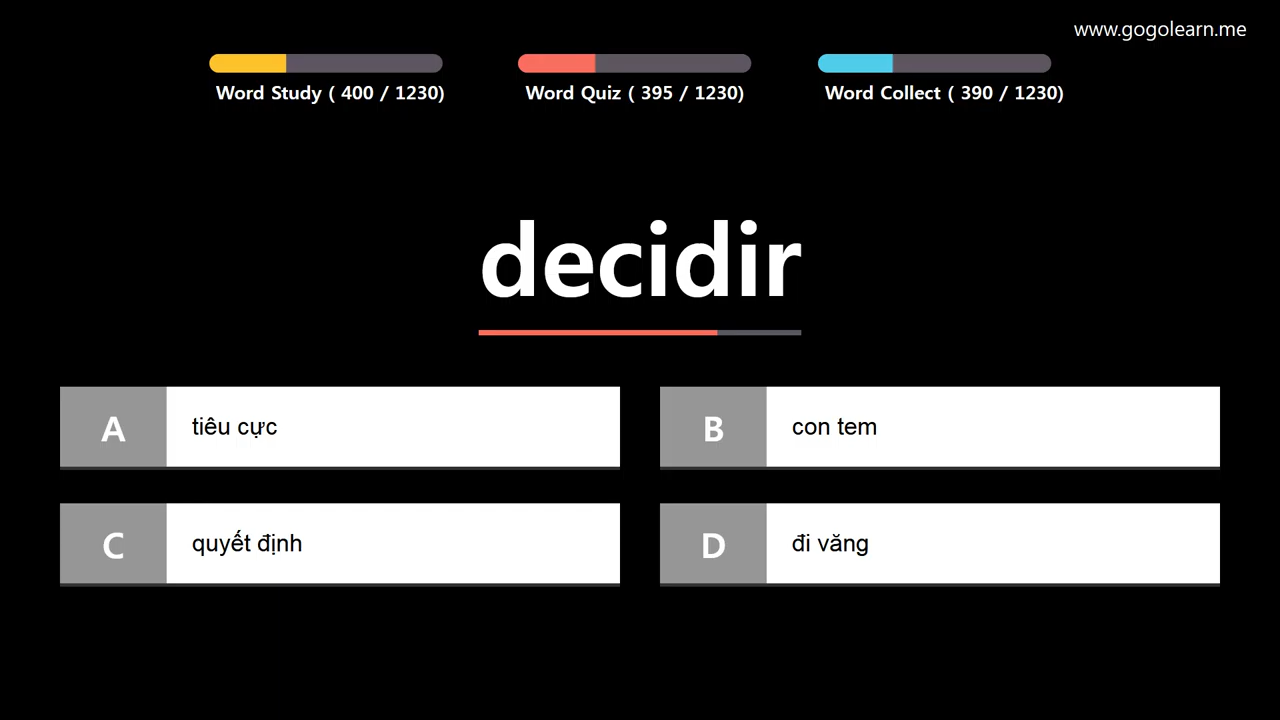 www.gogolearn.me
Word Study ( 400 / 1230)
Word Quiz ( 395 / 1230)
Word Collect ( 390 / 1230)
decidir
A
tiêu cực
B
con tem
C
quyết định
D
đi văng